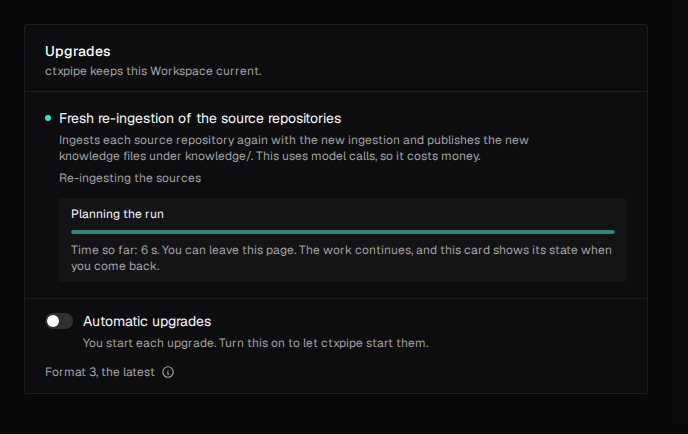 Upgrades
ctxpipe keeps this Workspace current.
Fresh re-ingestion of the source repositories
Ingests each source repository again with the new ingestion and publishes the new
knowledge files under knowledge/. This uses model calls, so it costs money.
Re-ingesting the sources
Planning the run
Time so far: 6 s. You can leave this page. The work continues, and this card shows its state when
you come back.
Automatic upgrades
You start each upgrade. Turn this on to let ctxpipe start them.
Format 3, the latest